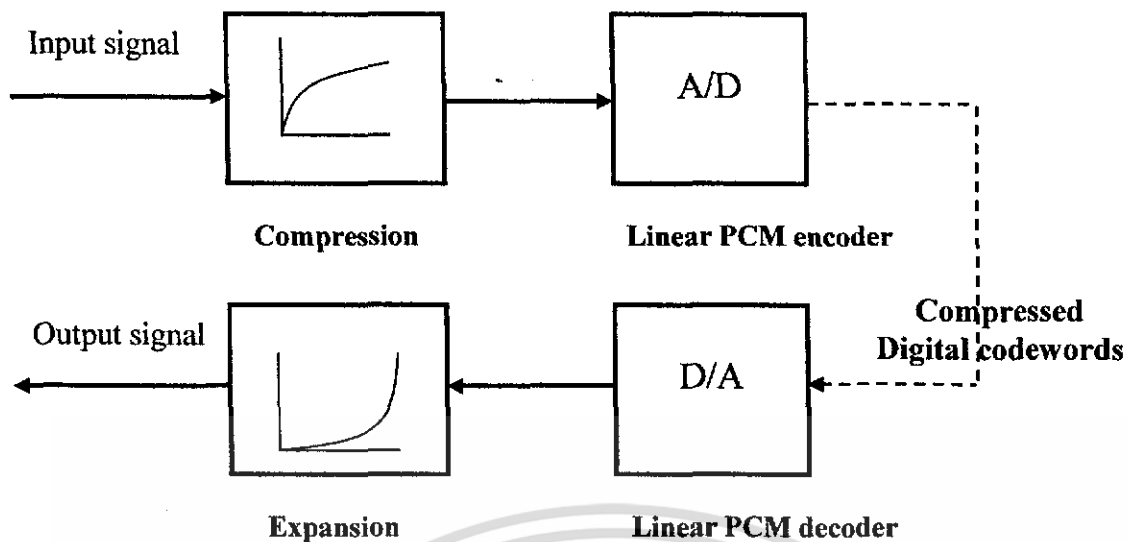 Input signal
A/D
Compression
Linear PCM encoder
Output signal
Compressed
Digital codewords
D/A
Expansion
Linear PCM decoder